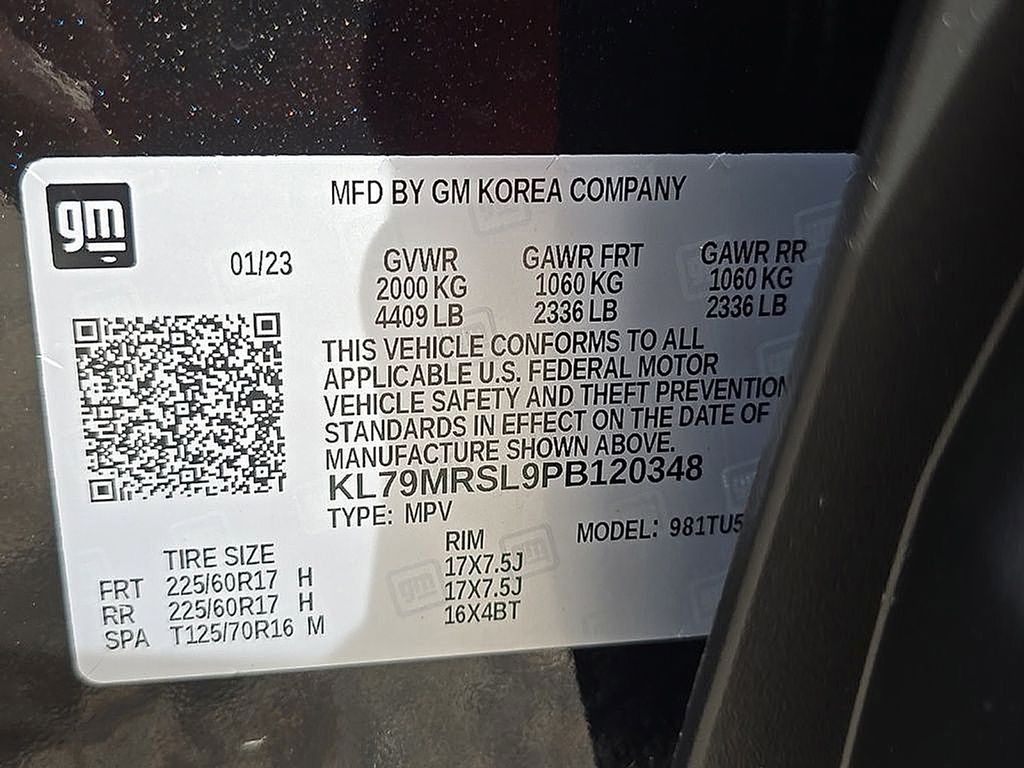 MFD BY GM KOREA COMPANY
gm
01/23 GVWR GAWR FRT GAWR RR
2000 KG 1060 KG 1060 KG
4409 LB 2336 LB 2336 LB
THIS VEHICLE CONFORMS TO ALL
APPLICABLE U.S. FEDERAL MOTOR
VEHICLE SAFETY AND THEFT PREVENTION
STANDARDS IN EFFECT ON THE DATE OF
MANUFACTURE SHOWN ABOVE.
KL79MRSL9PB120348
TYPE: MPV MODEL: 981TU5
TIRE SIZE RIM
FRT 225/60R17 H 17X7.5J
RR 225/60R17 H 17X7.5J
SPA T125/70R16 M 16X4BT